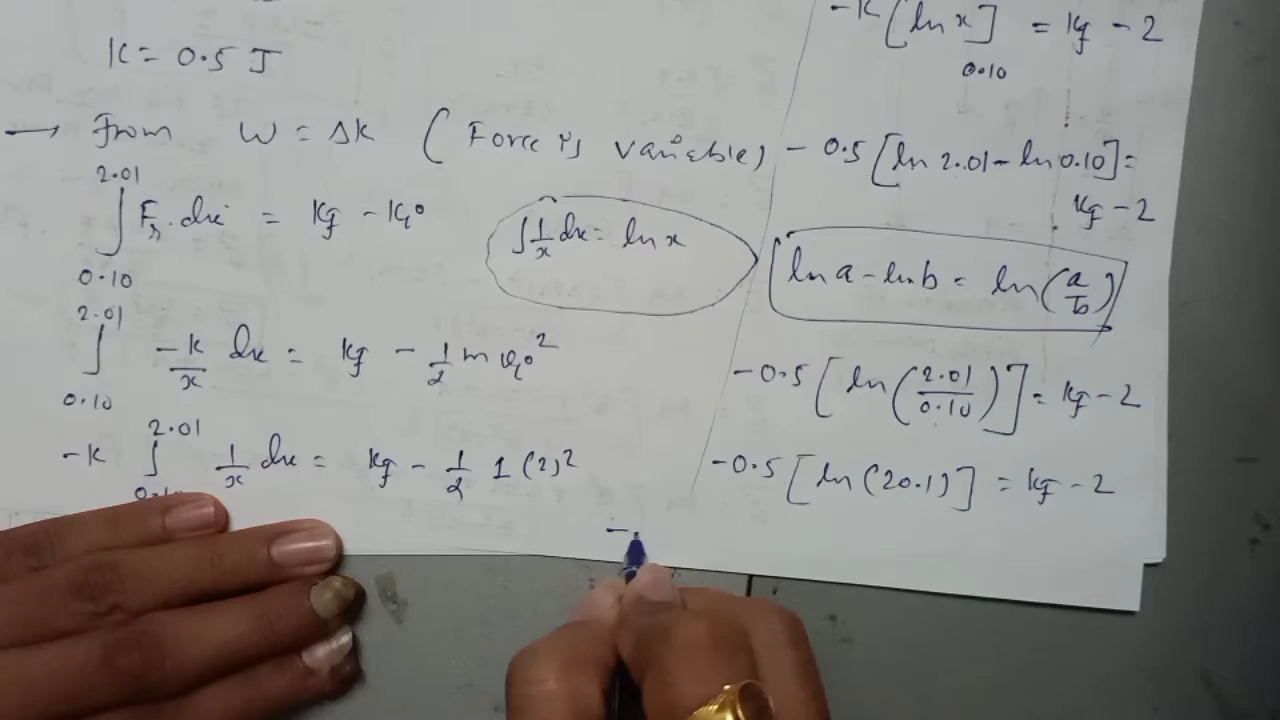 K = 0.5 J
→ From W = ΔK ( Force is variable)
2.01
∫ Fx. dx = Kf - Ki
0.10
∫1/x dx = ln x
2.01
∫ -k/x dx = Kf - 1/2 m v²
0.10
2.01
-K ∫ 1/x dx = Kf - 1/2 1 (2)²
-K [ln x] = Kf - 2
0.10
- 0.5 [ln 2.01 - ln 0.10] =
Kf - 2
ln a - ln b = ln(a/b)
-0.5 [ln (2.01/0.10)] = Kf - 2
-0.5 [ln (20.1)] = Kf - 2
-